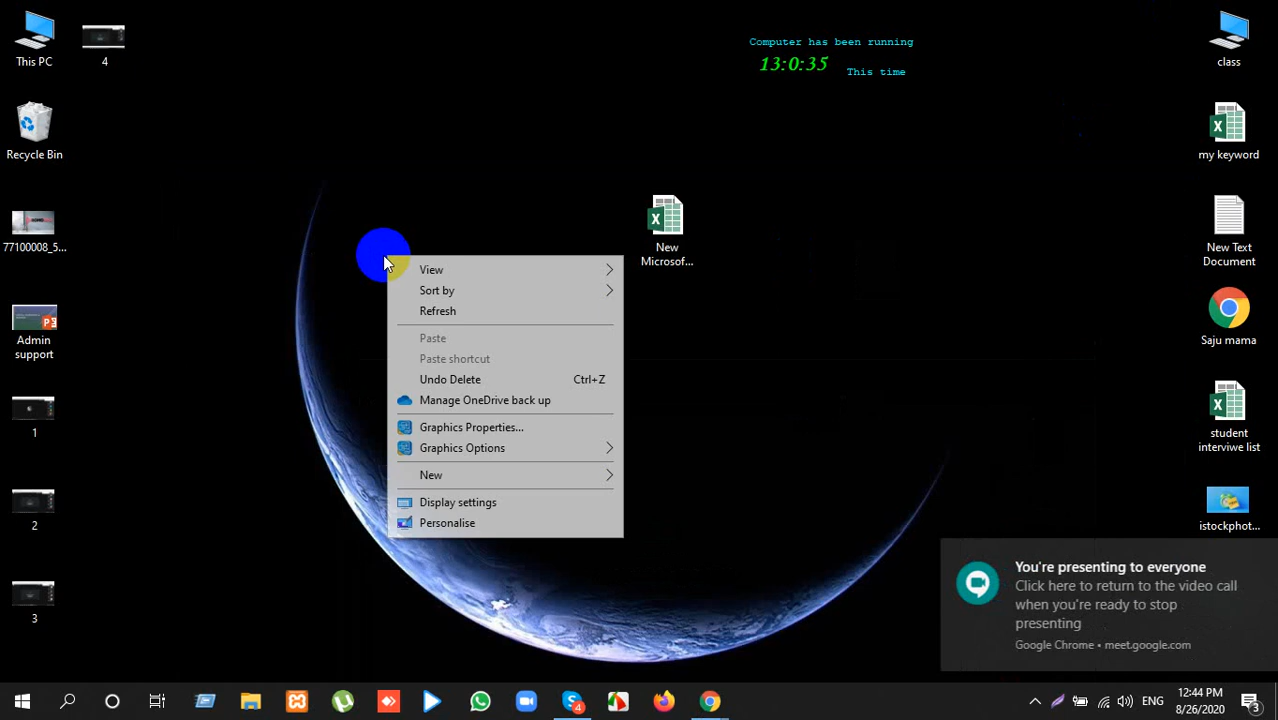 This PC
4
Recycle Bin
77100008_5...
Admin
support
1
2
3
Computer has been running
13:0:35 This time
New
Microsof...
View
Sort by
Refresh
Paste
Paste shortcut
Undo Delete Ctrl+Z
Manage OneDrive back up
Graphics Properties...
Graphics Options
New
Display settings
Personalise
class
my keyword
New Text
Document
Saju mama
student
interviwe list
istockphot...
You're presenting to everyone
Click here to return to the video call
when you're ready to stop
presenting
Google Chrome • meet.google.com
4
ENG
12:44 PM
8/26/2020
3